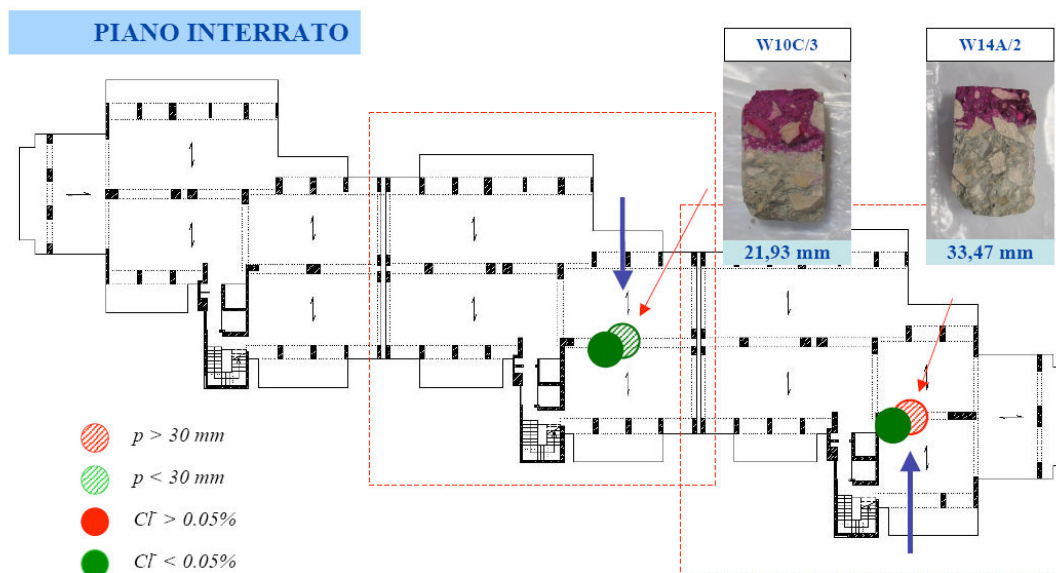 PIANO INTERRATO
W10C/3
W14A/2
21,93 mm
33,47 mm
p > 30 mm
p < 30 mm
Cl⁻ > 0.05%
Cl⁻ < 0.05%